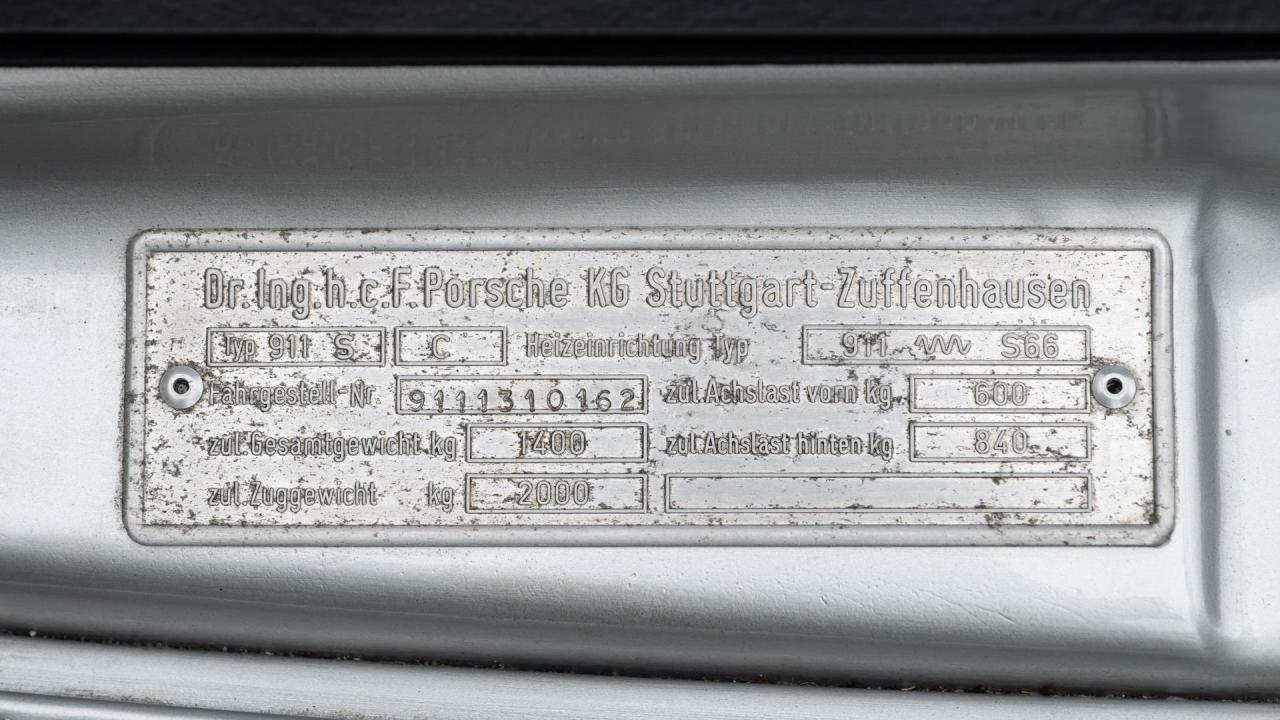 Dr.Ing.h.c.F.Porsche KG Stuttgart-Zuffenhausen
Typ 911 S C Heizeinrichtung Typ 911 S66
Fahrgestell-Nr. 9111310162 zul.Achslast vorn Kg 600
zul.Gesamtgewicht kg 1400 zul.Achslast hinten kg 840
zul.Zuggewicht kg 2000